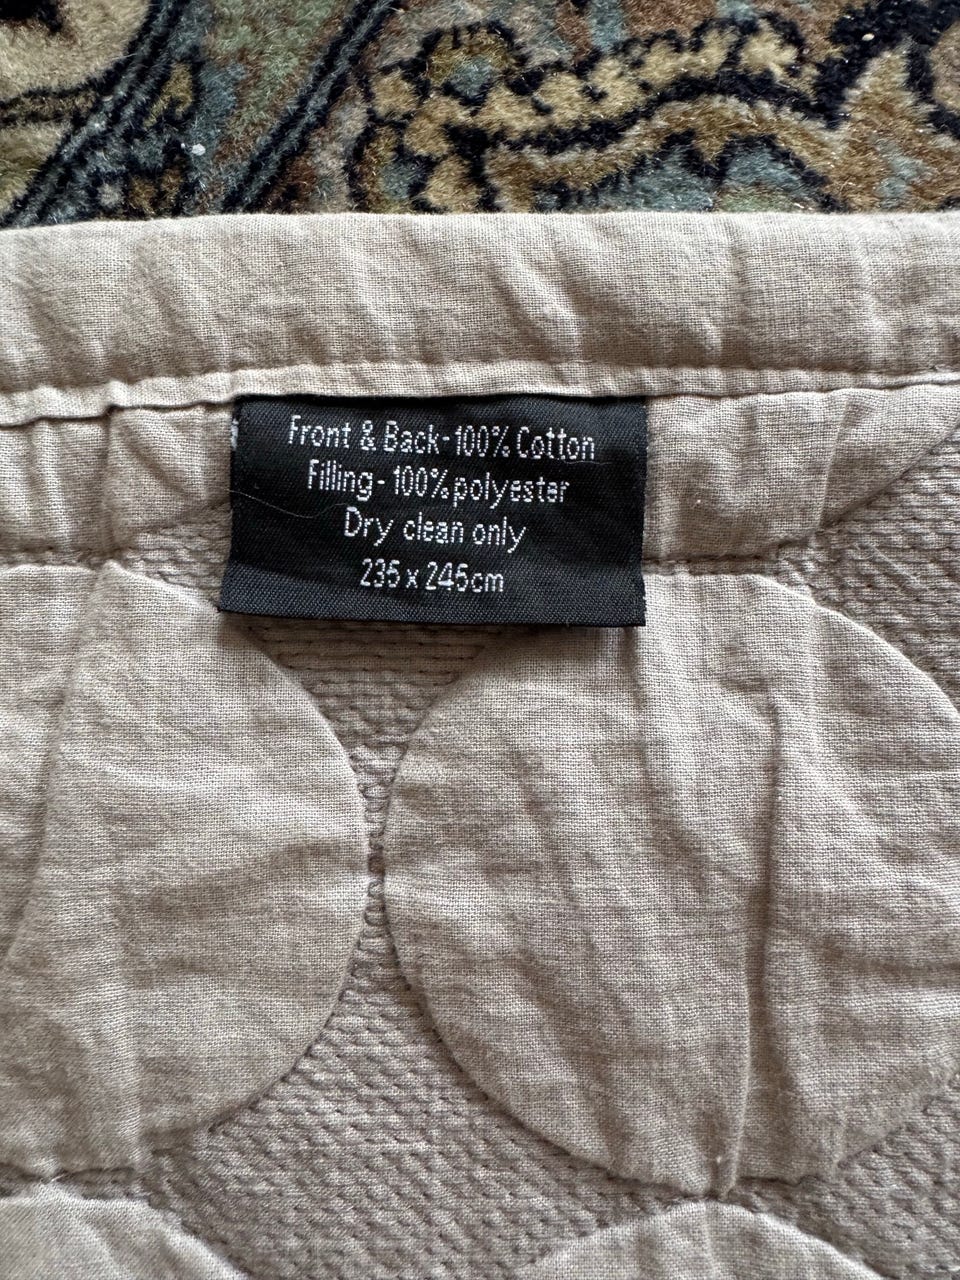 Front & Back-100% Cotton
Filling-100% polyester
Dry clean only
235 x 245cm